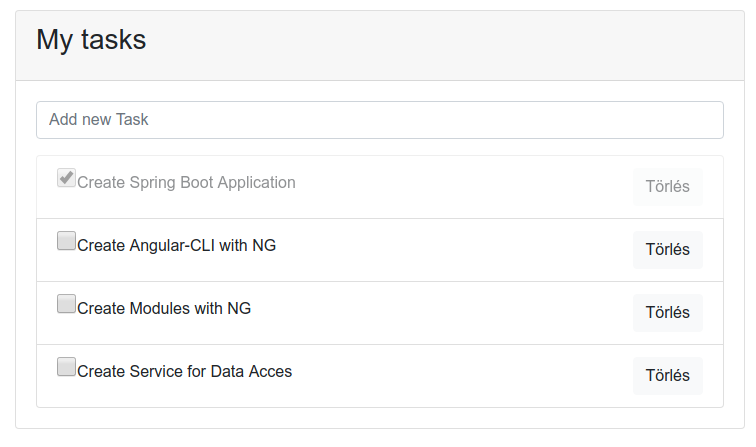 My tasks
Add new Task
Create Spring Boot Application Törlés
Create Angular-CLI with NG Törlés
Create Modules with NG Törlés
Create Service for Data Acces Törlés